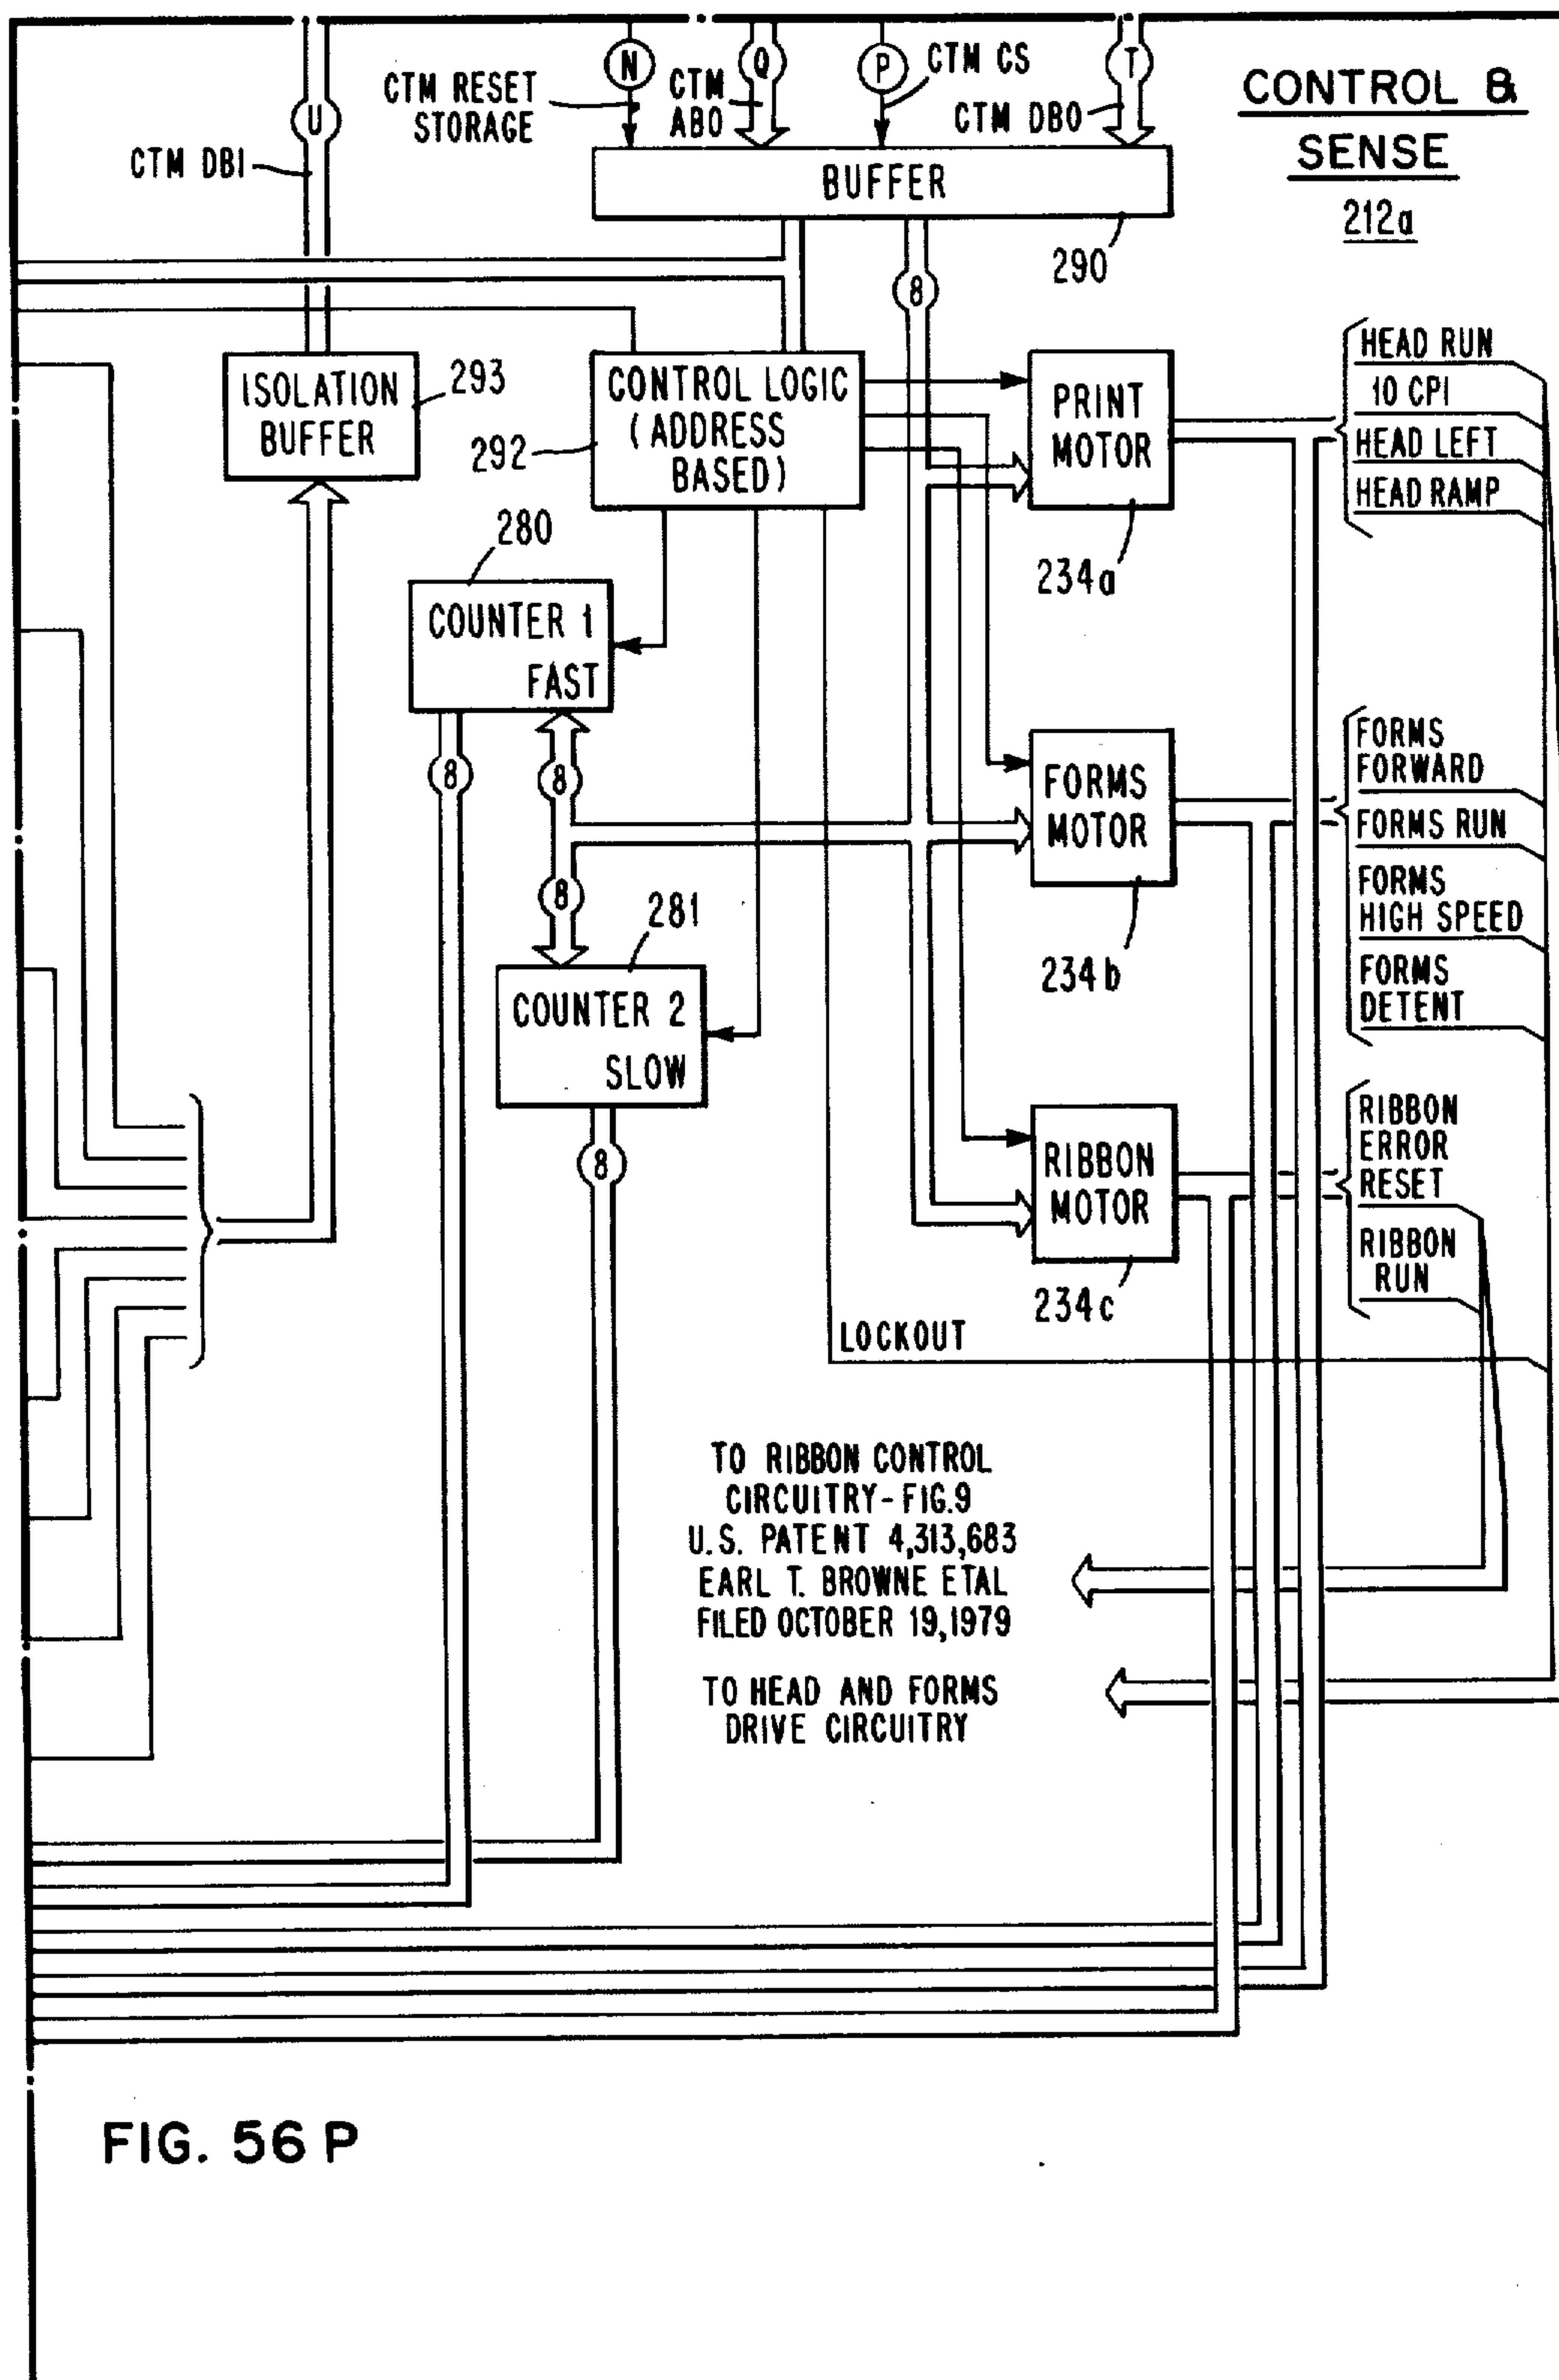 U
N
Q
P
T
CTM RESET
STORAGE
CTM
ABO
CTM CS
CTM DBO
CTM DBI
CONTROL &
SENSE
212a
BUFFER
290
8
ISOLATION
BUFFER
293
CONTROL LOGIC
(ADDRESS
BASED)
292
PRINT
MOTOR
234a
HEAD RUN
10 CPI
HEAD LEFT
HEAD RAMP
280
COUNTER 1
FAST
8
8
8
281
COUNTER 2
SLOW
8
FORMS
MOTOR
234b
FORMS
FORWARD
FORMS RUN
FORMS
HIGH SPEED
FORMS
DETENT
RIBBON
MOTOR
234c
RIBBON
ERROR
RESET
RIBBON
RUN
LOCKOUT
TO RIBBON CONTROL
CIRCUITRY-FIG.9
U.S. PATENT 4,313,683
EARL T. BROWNE ETAL
FILED OCTOBER 19,1979
TO HEAD AND FORMS
DRIVE CIRCUITRY
FIG. 56 P